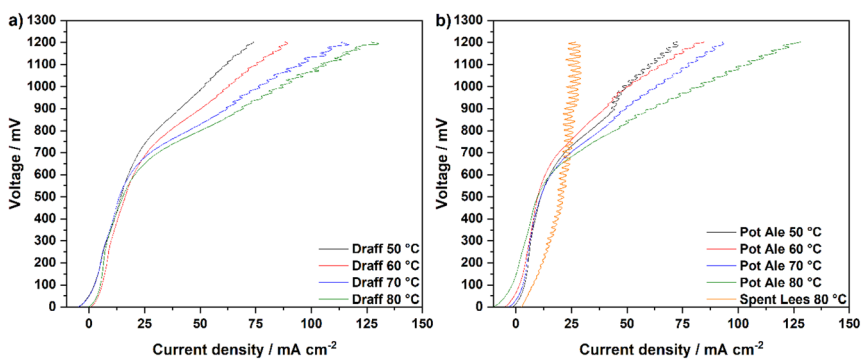 a)
Voltage / mV
1300
1200
1100
1000
900
800
700
600
500
400
300
200
100
0
Draff 50 °C
Draff 60 °C
Draff 70 °C
Draff 80 °C
0 25 50 75 100 125 150
Current density / mA cm⁻²
b)
Voltage / mV
1300
1200
1100
1000
900
800
700
600
500
400
300
200
100
0
Pot Ale 50 °C
Pot Ale 60 °C
Pot Ale 70 °C
Pot Ale 80 °C
Spent Lees 80 °C
0 25 50 75 100 125 150
Current density / mA cm⁻²